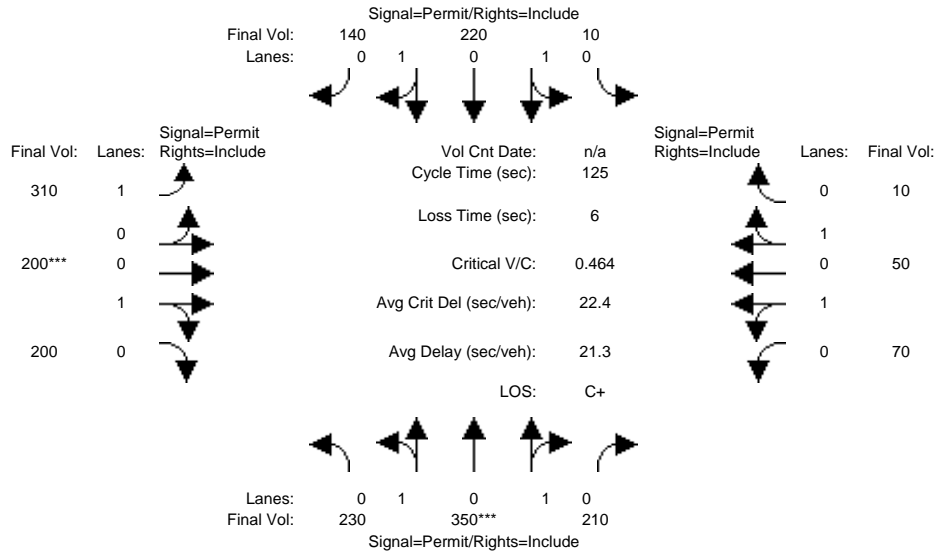 Signal=Permit/Rights=Include
Final Vol: 140 220 10
Lanes: 0 1 0 1 0
Signal=Permit
Final Vol: Lanes: Rights=Include
Vol Cnt Date: n/a
Signal=Permit
Rights=Include Lanes: Final Vol:
Cycle Time (sec): 125
310 1
0 10
Loss Time (sec): 6
0
1
200*** 0
Critical V/C: 0.464
0 50
1
Avg Crit Del (sec/veh): 22.4
1
200 0
Avg Delay (sec/veh): 21.3
0 70
LOS: C+
Lanes: 0 1 0 1 0
Final Vol: 230 350*** 210
Signal=Permit/Rights=Include